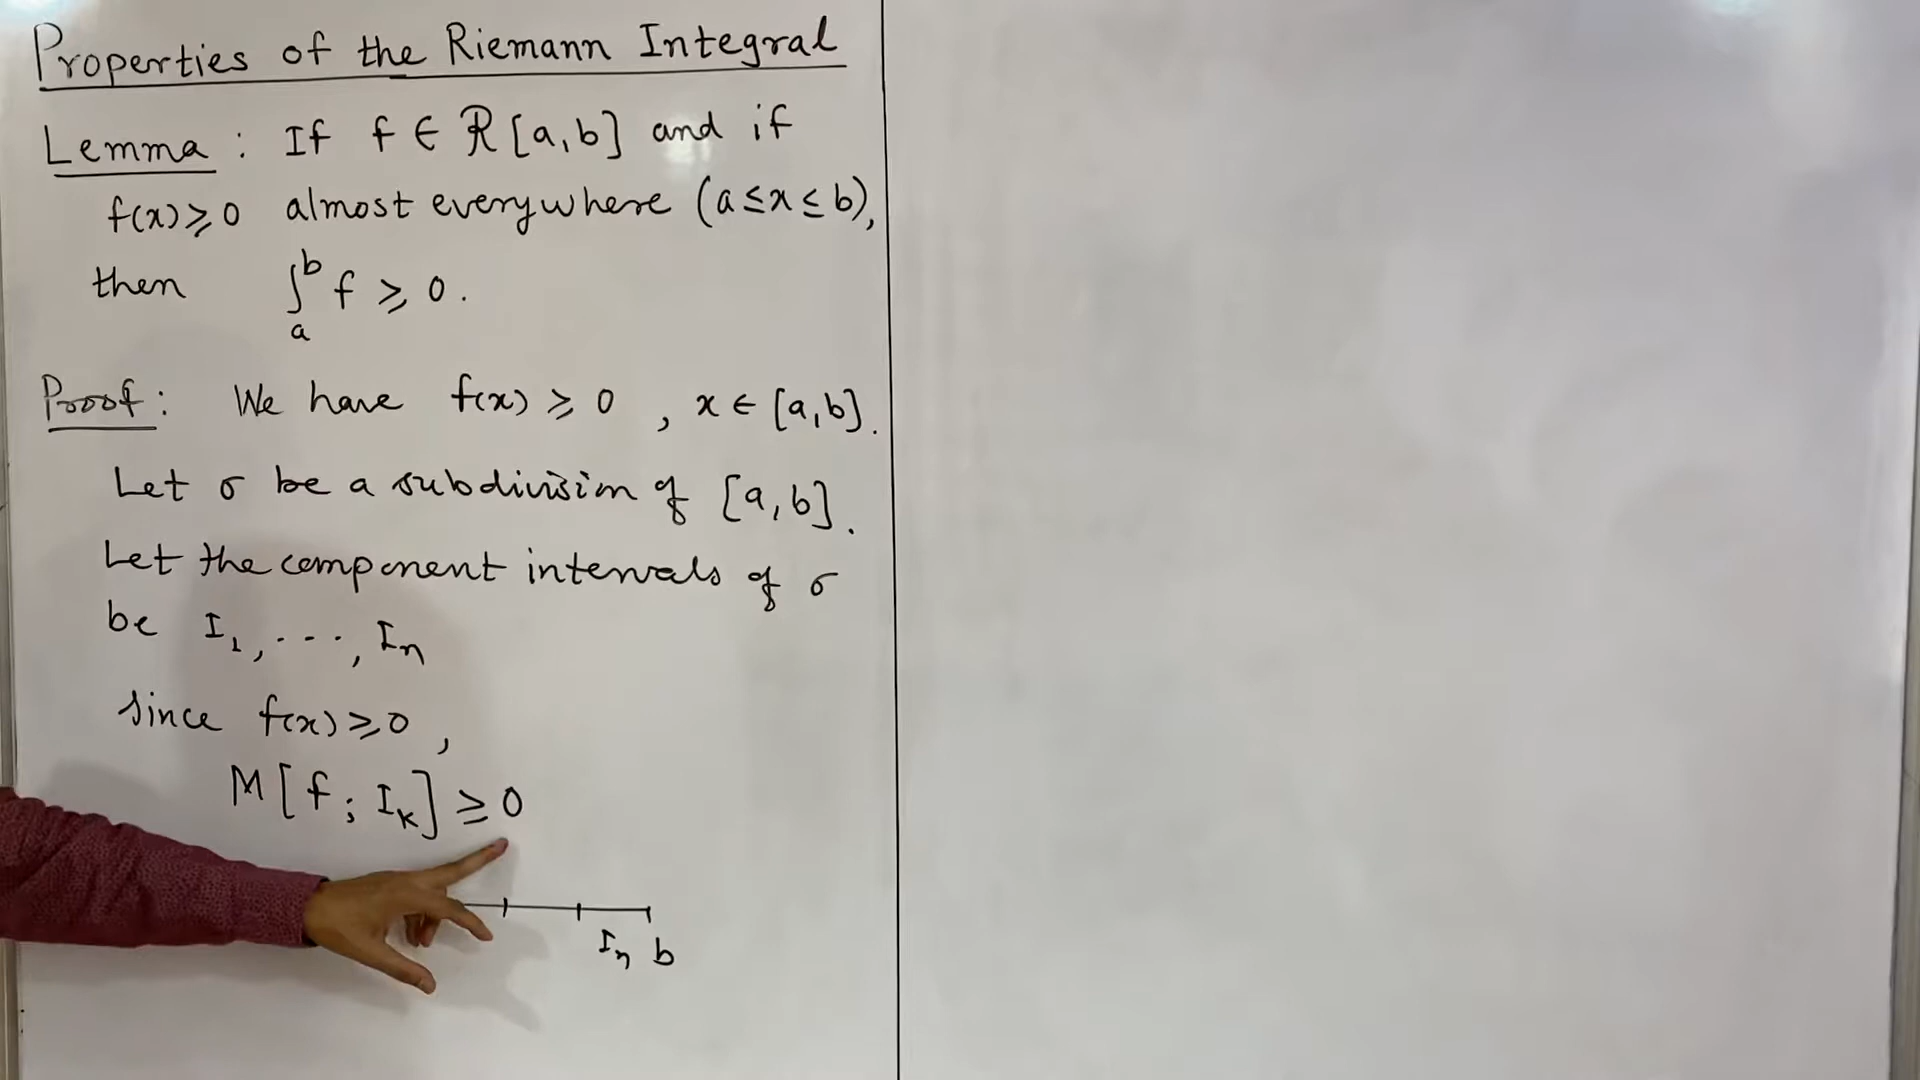 Properties of the Riemann Integral
Lemma : If f ∈ ℛ [a,b] and if
f(x) ⩾ 0 almost everywhere (a ≤ x ≤ b),
then ∫_a^b f ⩾ 0.
Proof : We have f(x) ⩾ 0 , x ∈ [a,b].
Let σ be a subdivision of [a,b].
Let the component intervals of σ
be I₁, ..., Iₙ
Since f(x) ⩾ 0 ,
M[f ; I_k] ≥ 0
Iₙ b